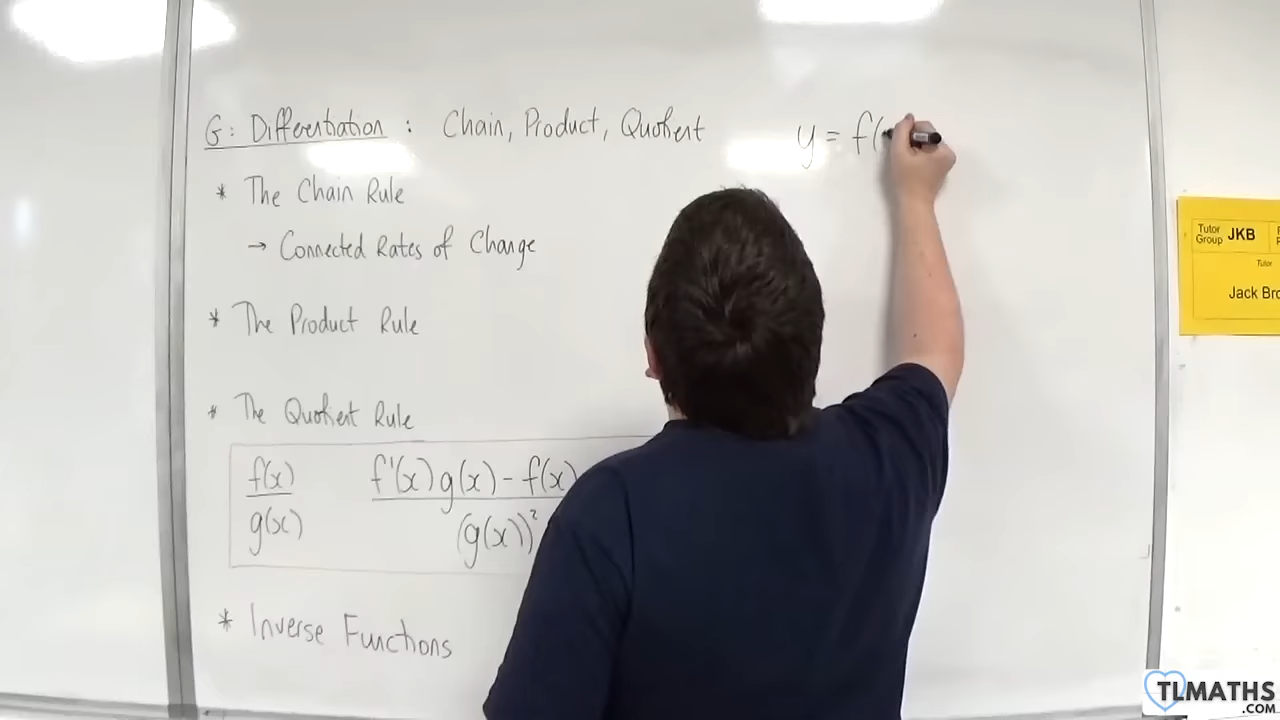 G: Differentiation: Chain, Product, Quotient
y = f(
* The Chain Rule
→ Connected Rates of Change
* The Product Rule
* The Quotient Rule
f(x)
g(x)
f'(x)g(x) - f(x)
(g(x))²
* Inverse Functions
Tutor
Group JKB
Tutor
Jack Bro
TLMATHS
.COM